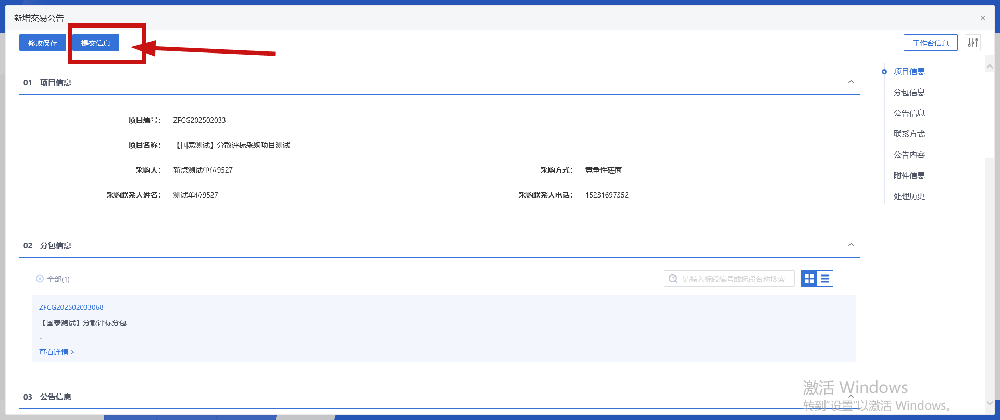 新增交易公告
修改保存
提交信息
工作台信息
01 项目信息
项目编号： ZFCG202502033
项目名称： 【国泰测试】分散评标采购项目测试
采购人： 新点测试单位9527
采购方式： 竞争性磋商
采购联系人姓名： 测试单位9527
采购联系人电话： 15231697352
项目信息
分包信息
公告信息
联系方式
公告内容
附件信息
处理历史
02 分包信息
全部(1)
请输入标段编号或标段名称搜索
ZFCG202502033068
【国泰测试】分散评标分包
-
查看详情 >
03 公告信息
激活 Windows
转到“设置”以激活 Windows。